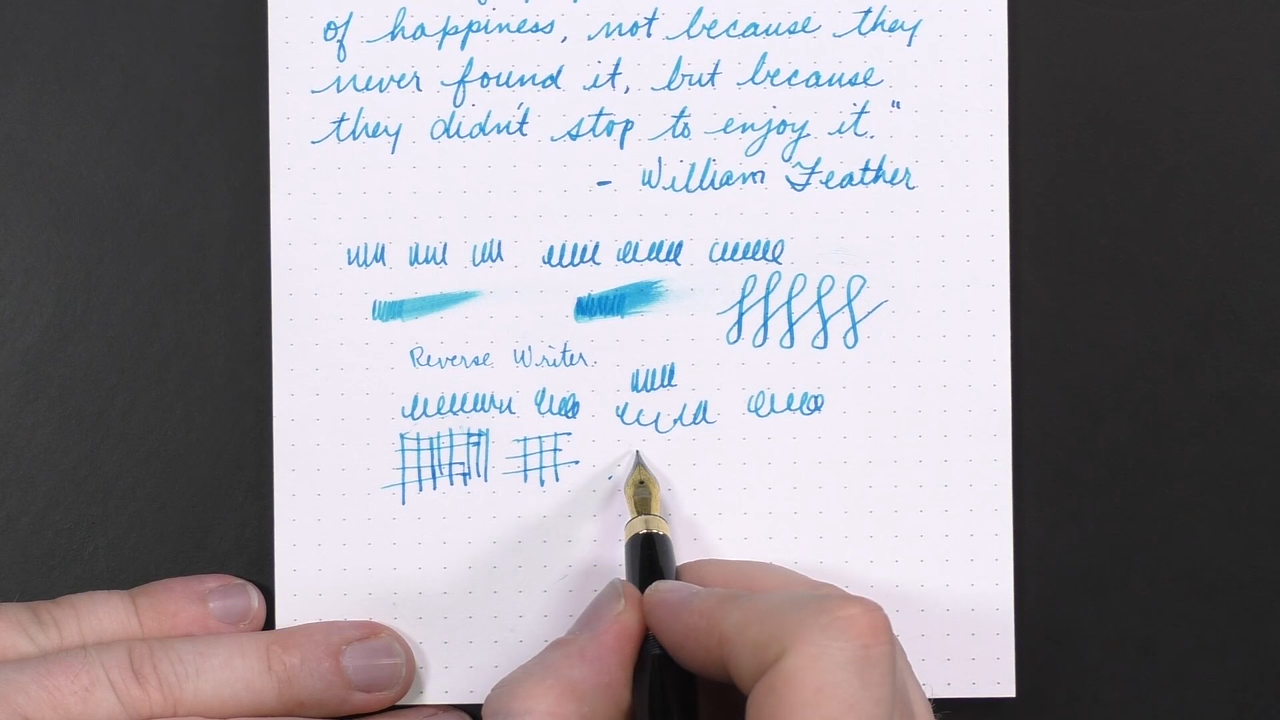 of happiness, not because they
never found it, but because
they didn't stop to enjoy it."
- William Feather
Reverse Writer.